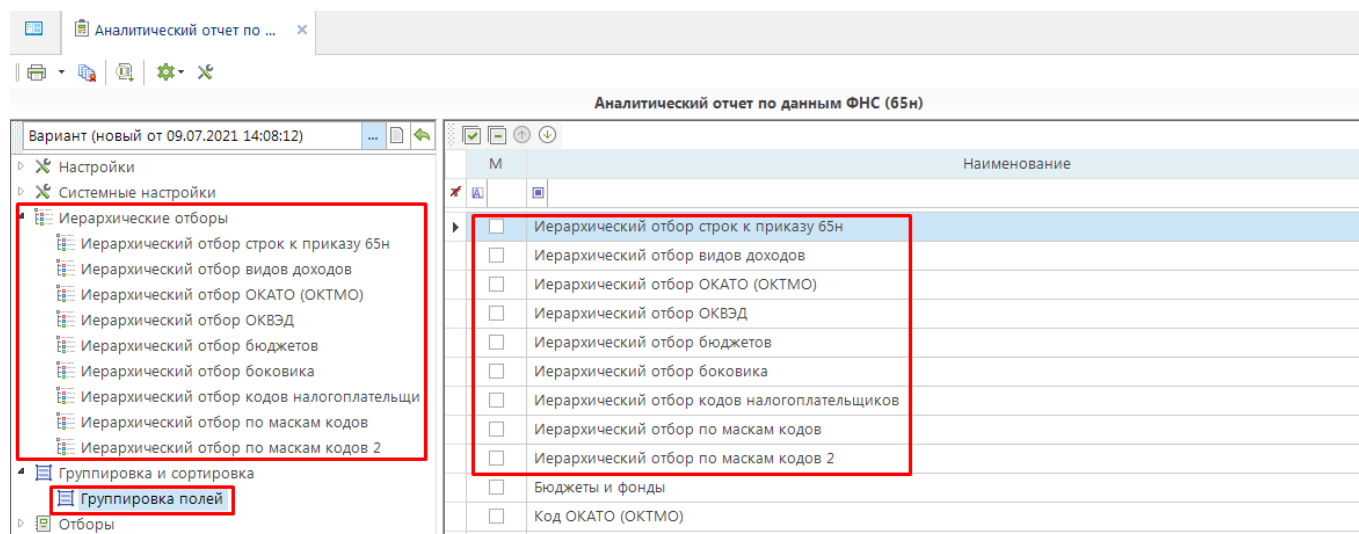 Аналитический отчет по ...
Аналитический отчет по данным ФНС (65н)
Вариант (новый от 09.07.2021 14:08:12)
...
Настройки
Системные настройки
Иерархические отборы
Иерархический отбор строк к приказу 65н
Иерархический отбор видов доходов
Иерархический отбор ОКАТО (ОКТМО)
Иерархический отбор ОКВЭД
Иерархический отбор бюджетов
Иерархический отбор боковика
Иерархический отбор кодов налогоплательщи
Иерархический отбор по маскам кодов
Иерархический отбор по маскам кодов 2
Группировка и сортировка
Группировка полей
Отборы
М Наименование
Иерархический отбор строк к приказу 65н
Иерархический отбор видов доходов
Иерархический отбор ОКАТО (ОКТМО)
Иерархический отбор ОКВЭД
Иерархический отбор бюджетов
Иерархический отбор боковика
Иерархический отбор кодов налогоплательщиков
Иерархический отбор по маскам кодов
Иерархический отбор по маскам кодов 2
Бюджеты и фонды
Код ОКАТО (ОКТМО)